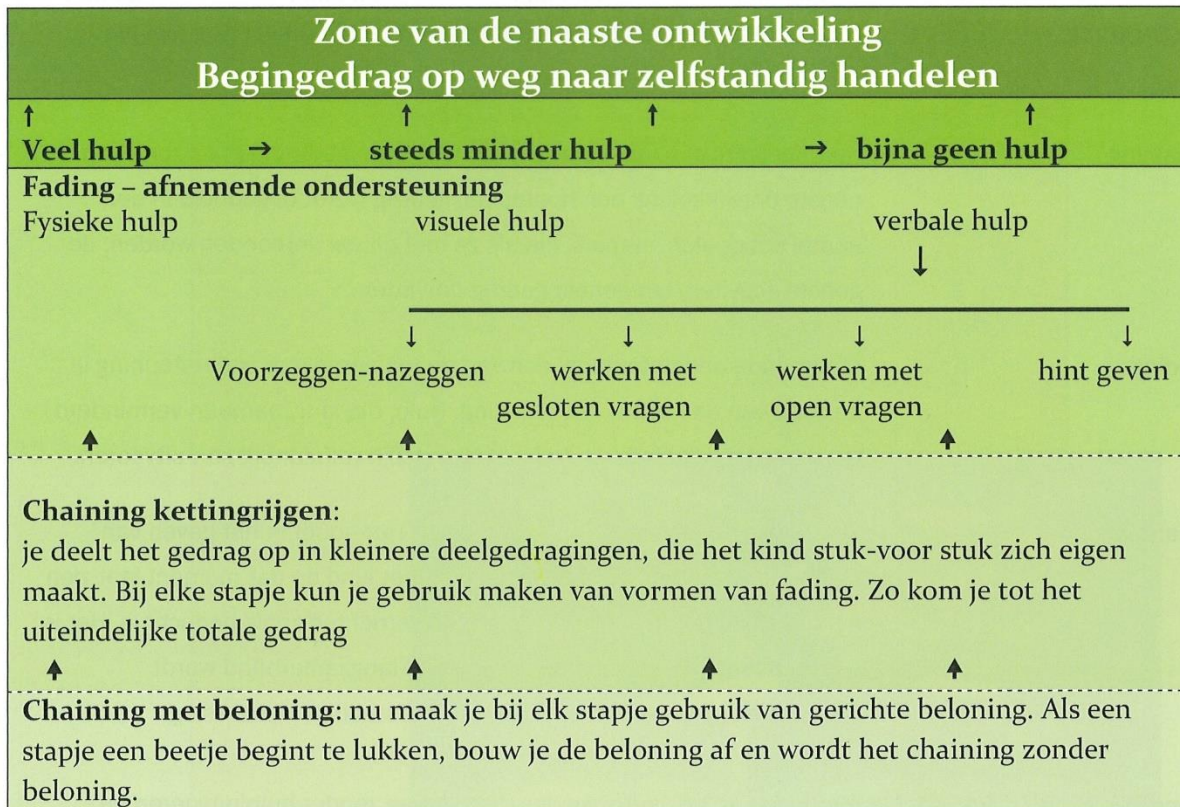 Zone van de naaste ontwikkeling
Begingedrag op weg naar zelfstandig handelen
↑ ↑ ↑ ↑
Veel hulp → steeds minder hulp → bijna geen hulp
Fading – afnemende ondersteuning
Fysieke hulp visuele hulp verbale hulp
↓
↓ ↓ ↓ ↓
Voorzeggen-nazeggen werken met werken met hint geven
gesloten vragen open vragen
Chaining kettingrijgen:
je deelt het gedrag op in kleinere deelgedragingen, die het kind stuk-voor stuk zich eigen
maakt. Bij elke stapje kun je gebruik maken van vormen van fading. Zo kom je tot het
uiteindelijke totale gedrag
Chaining met beloning: nu maak je bij elk stapje gebruik van gerichte beloning. Als een
stapje een beetje begint te lukken, bouw je de beloning af en wordt het chaining zonder
beloning.